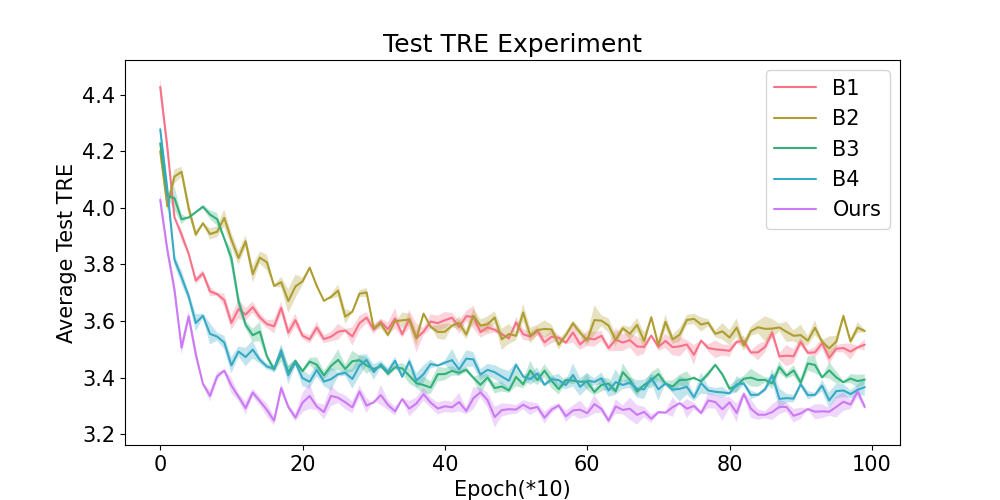 Test TRE Experiment
Average Test TRE
4.4
4.2
4.0
3.8
3.6
3.4
3.2
B1
B2
B3
B4
Ours
0
20
40
60
80
100
Epoch(*10)